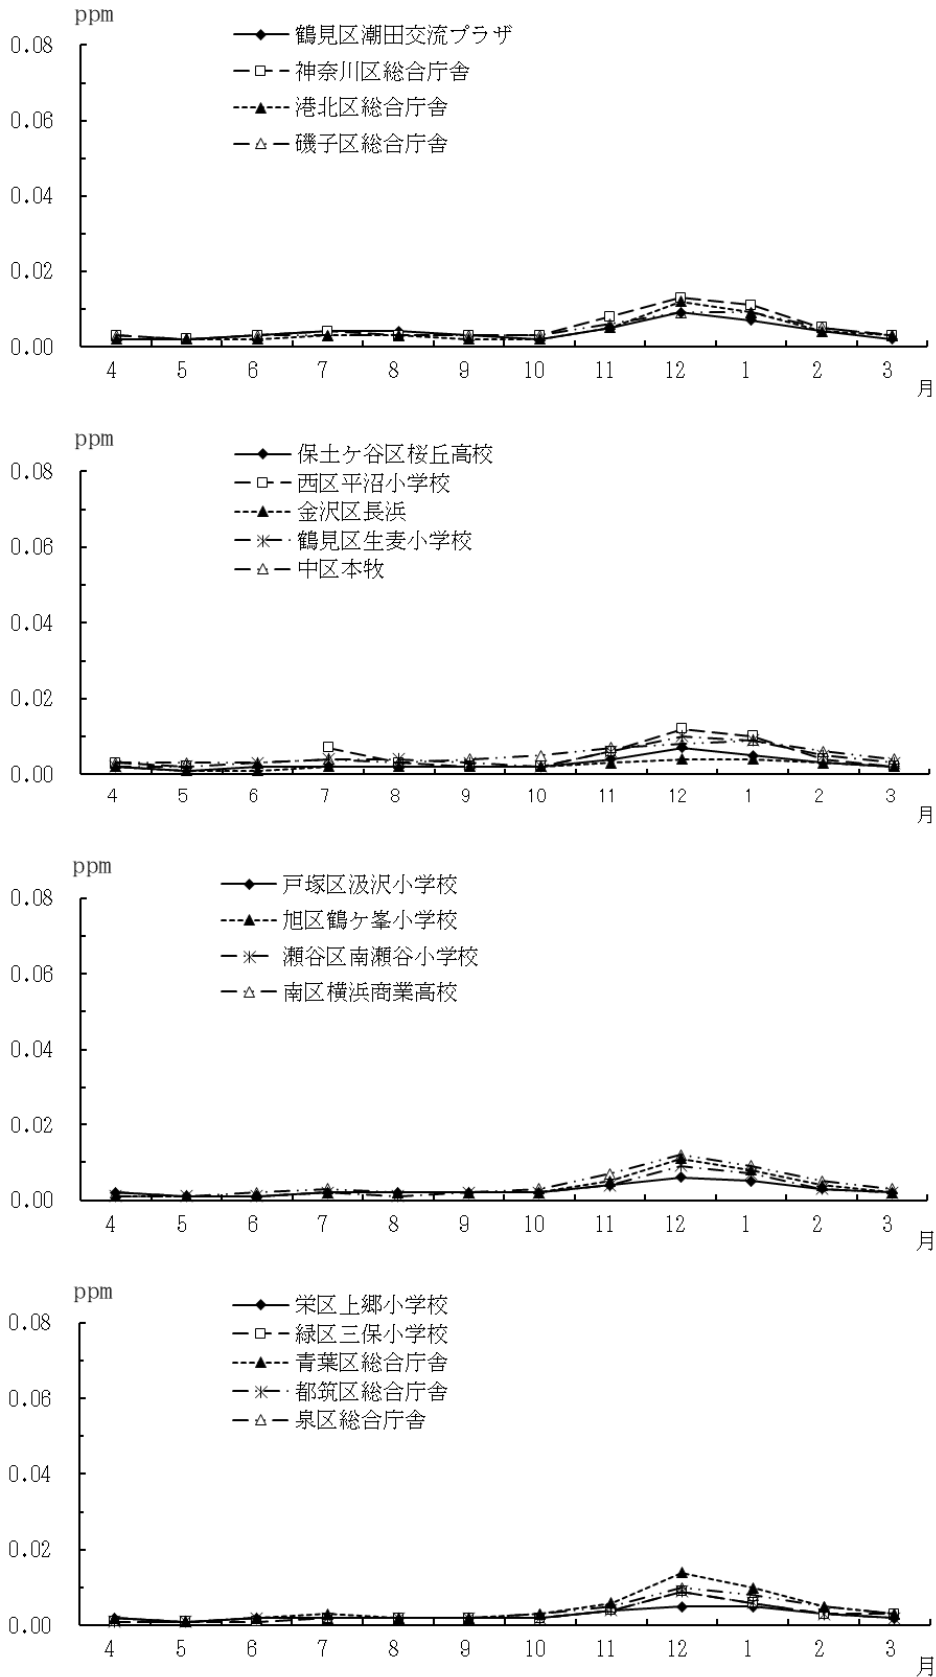 ppm
鶴見区潮田交流プラザ
神奈川区総合庁舎
港北区総合庁舎
磯子区総合庁舎
0.08
0.06
0.04
0.02
0.00
4 5 6 7 8 9 10 11 12 1 2 3
月
ppm
保土ケ谷区桜丘高校
西区平沼小学校
金沢区長浜
鶴見区生麦小学校
中区本牧
0.08
0.06
0.04
0.02
0.00
4 5 6 7 8 9 10 11 12 1 2 3
月
ppm
戸塚区汲沢小学校
旭区鶴ケ峯小学校
瀬谷区南瀬谷小学校
南区横浜商業高校
0.08
0.06
0.04
0.02
0.00
4 5 6 7 8 9 10 11 12 1 2 3
月
ppm
栄区上郷小学校
緑区三保小学校
青葉区総合庁舎
都筑区総合庁舎
泉区総合庁舎
0.08
0.06
0.04
0.02
0.00
4 5 6 7 8 9 10 11 12 1 2 3
月